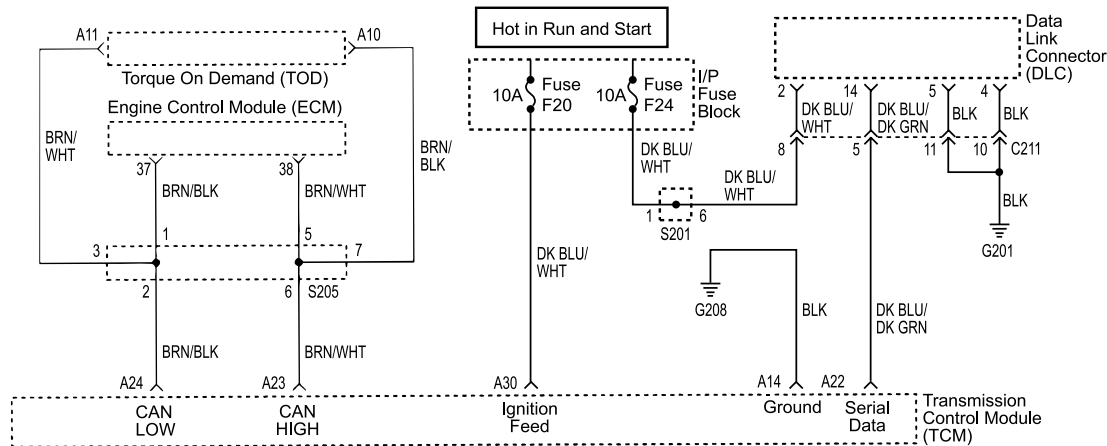 A11
A10
Torque On Demand (TOD)
Engine Control Module (ECM)
BRN/
WHT
BRN/
BLK
37
38
BRN/BLK
BRN/WHT
1
5
3
7
2
6
S205
BRN/BLK
BRN/WHT
A24
A23
CAN
LOW
CAN
HIGH
Hot in Run and Start
10A
Fuse
F20
10A
Fuse
F24
I/P
Fuse
Block
DK BLU/
WHT
DK BLU/
WHT
1
6
S201
DK BLU/
WHT
A30
Ignition
Feed
Data
Link
Connector
(DLC)
2
14
5
4
DK BLU/
WHT
DK BLU/
DK GRN
BLK
BLK
8
5
11
10
C211
BLK
G201
G208
BLK
DK BLU/
DK GRN
A14
A22
Ground
Serial
Data
Transmission
Control Module
(TCM)